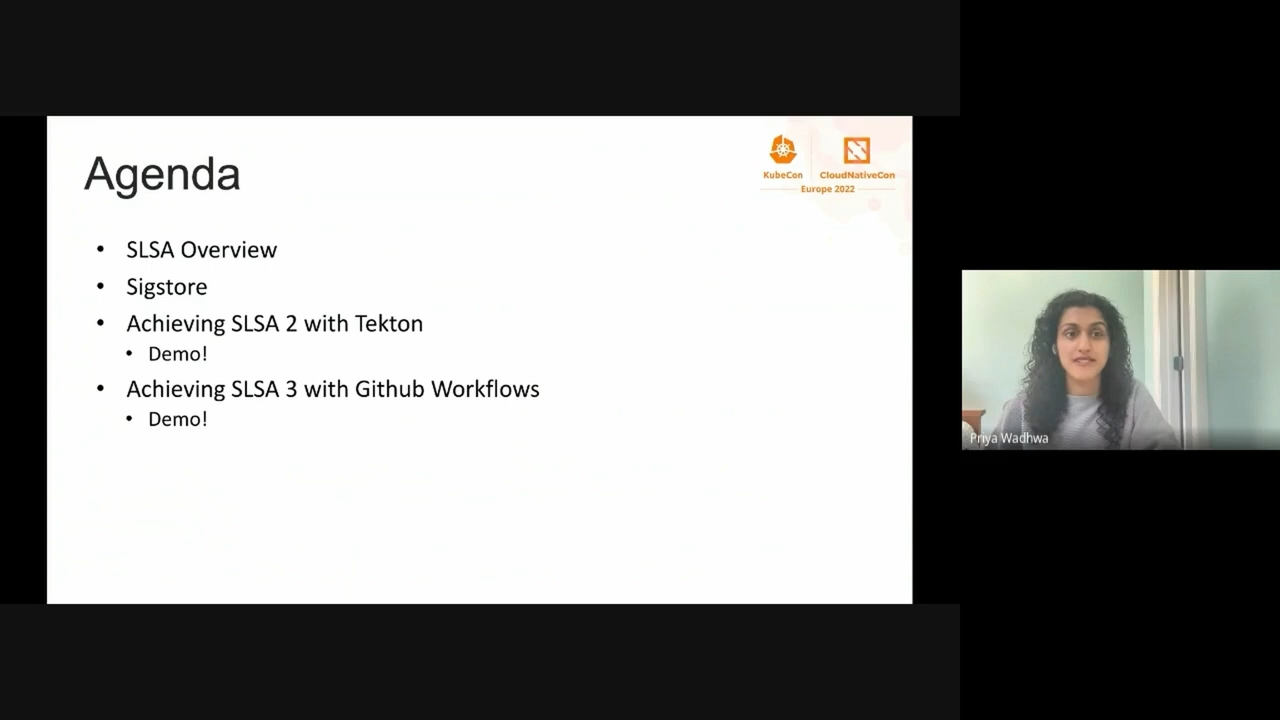 Agenda
KubeCon
CloudNativeCon
Europe 2022
• SLSA Overview
• Sigstore
• Achieving SLSA 2 with Tekton
• Demo!
• Achieving SLSA 3 with Github Workflows
• Demo!
Priya Wadhwa